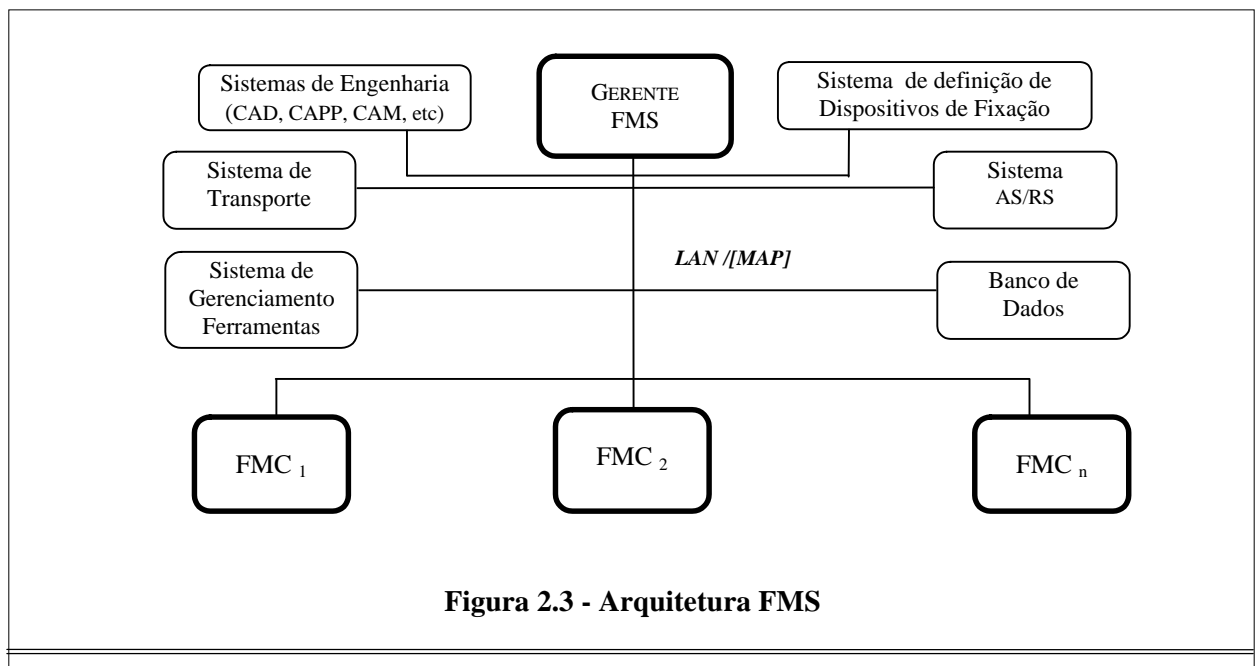 Sistemas de Engenharia
(CAD, CAPP, CAM, etc)
GERENTE
FMS
Sistema de definição de
Dispositivos de Fixação
Sistema de
Transporte
Sistema
AS/RS
LAN /[MAP]
Sistema de
Gerenciamento
Ferramentas
Banco de
Dados
FMC 1
FMC 2
FMC n
Figura 2.3 - Arquitetura FMS